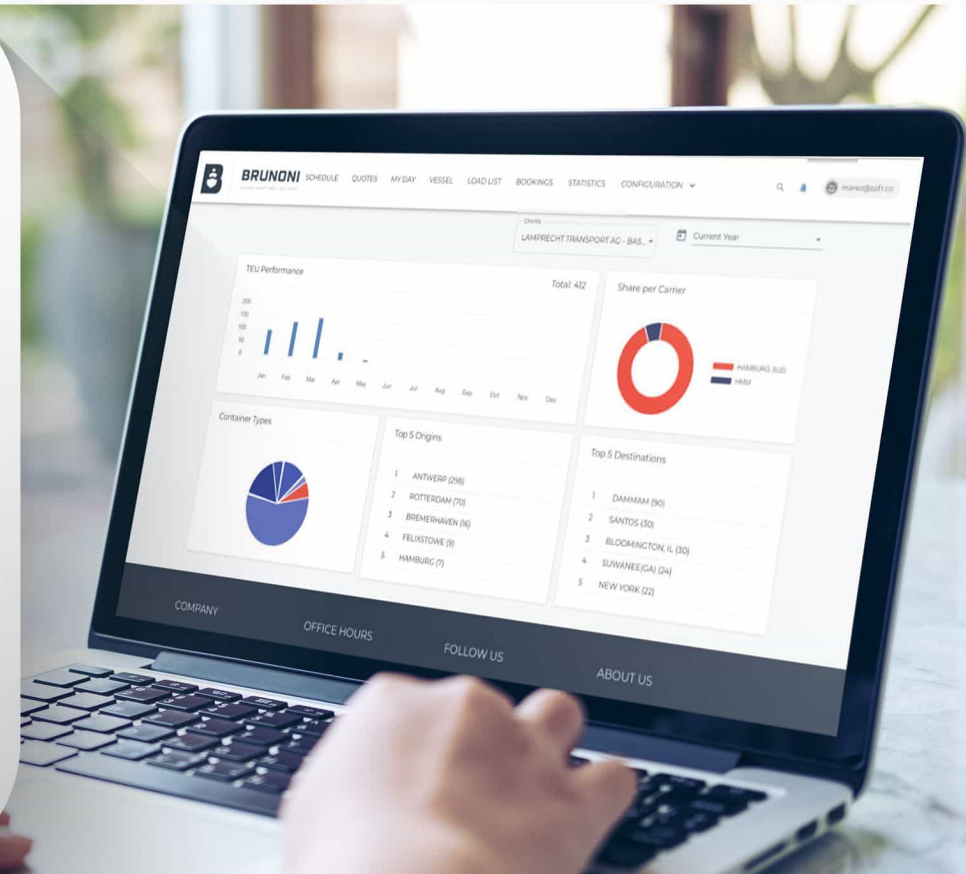 BRUNONI SCHEDULE QUOTES MY DAY VESSEL LOAD LIST BOOKINGS STATISTICS CONFIGURATION
Clients
LAMPRECHT TRANSPORT AG - BAS... Current Year
TEU Performance
Total: 412
200
150
100
50
0
Jan Feb Mar Apr May Jun Jul Aug Sep Oct Nov Dec
Share per Carrier
HAMBURG SUD
HMM
Container Types
Top 5 Origins
1 ANTWERP (298)
2 ROTTERDAM (70)
3 BREMERHAVEN (16)
4 FELIXSTOWE (9)
5 HAMBURG (7)
Top 5 Destinations
1 DAMMAM (90)
2 SANTOS (30)
3 BLOOMINGTON, IL (30)
4 SUWANEE(GA) (24)
5 NEW YORK (22)
COMPANY OFFICE HOURS FOLLOW US ABOUT US